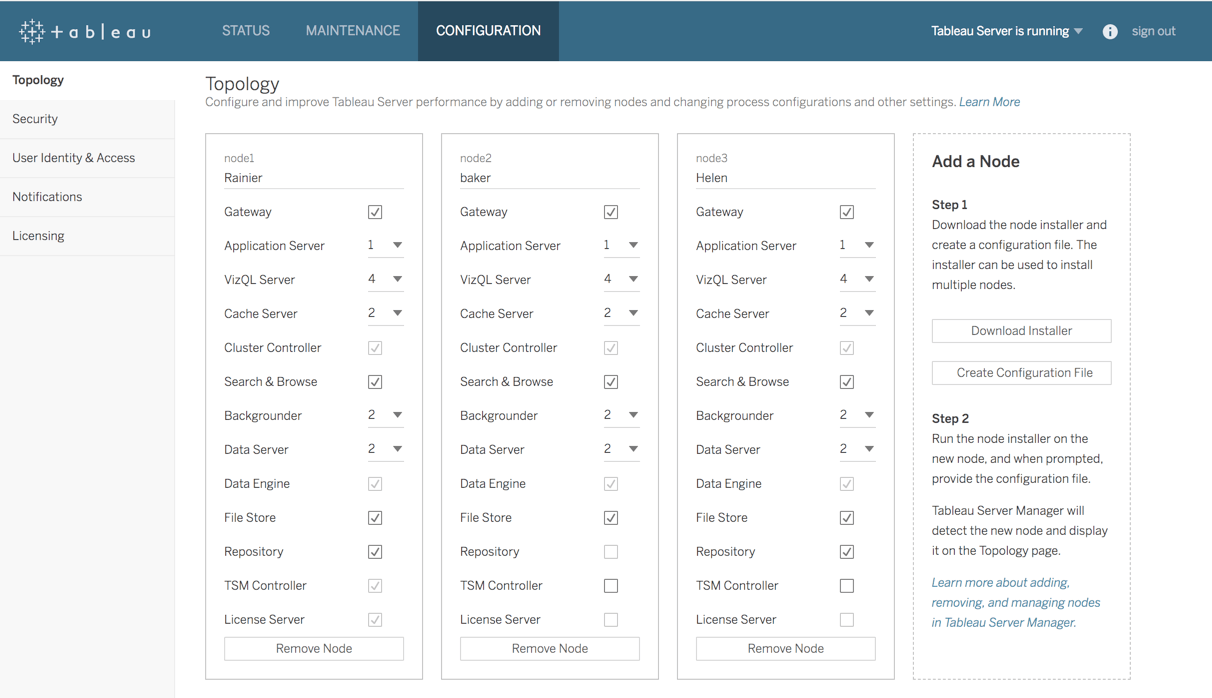 tableau
STATUS
MAINTENANCE
CONFIGURATION
Tableau Server is running
i
sign out
Topology
Security
User Identity & Access
Notifications
Licensing
Topology
Configure and improve Tableau Server performance by adding or removing nodes and changing process configurations and other settings. Learn More
node1
Rainier
Gateway
Application Server 1
VizQL Server 4
Cache Server 2
Cluster Controller
Search & Browse
Backgrounder 2
Data Server 2
Data Engine
File Store
Repository
TSM Controller
License Server
Remove Node
node2
baker
Gateway
Application Server 1
VizQL Server 4
Cache Server 2
Cluster Controller
Search & Browse
Backgrounder 2
Data Server 2
Data Engine
File Store
Repository
TSM Controller
License Server
Remove Node
node3
Helen
Gateway
Application Server 1
VizQL Server 4
Cache Server 2
Cluster Controller
Search & Browse
Backgrounder 2
Data Server 2
Data Engine
File Store
Repository
TSM Controller
License Server
Remove Node
Add a Node
Step 1
Download the node installer and
create a configuration file. The
installer can be used to install
multiple nodes.
Download Installer
Create Configuration File
Step 2
Run the node installer on the
new node, and when prompted,
provide the configuration file.
Tableau Server Manager will
detect the new node and display
it on the Topology page.
Learn more about adding,
removing, and managing nodes
in Tableau Server Manager.